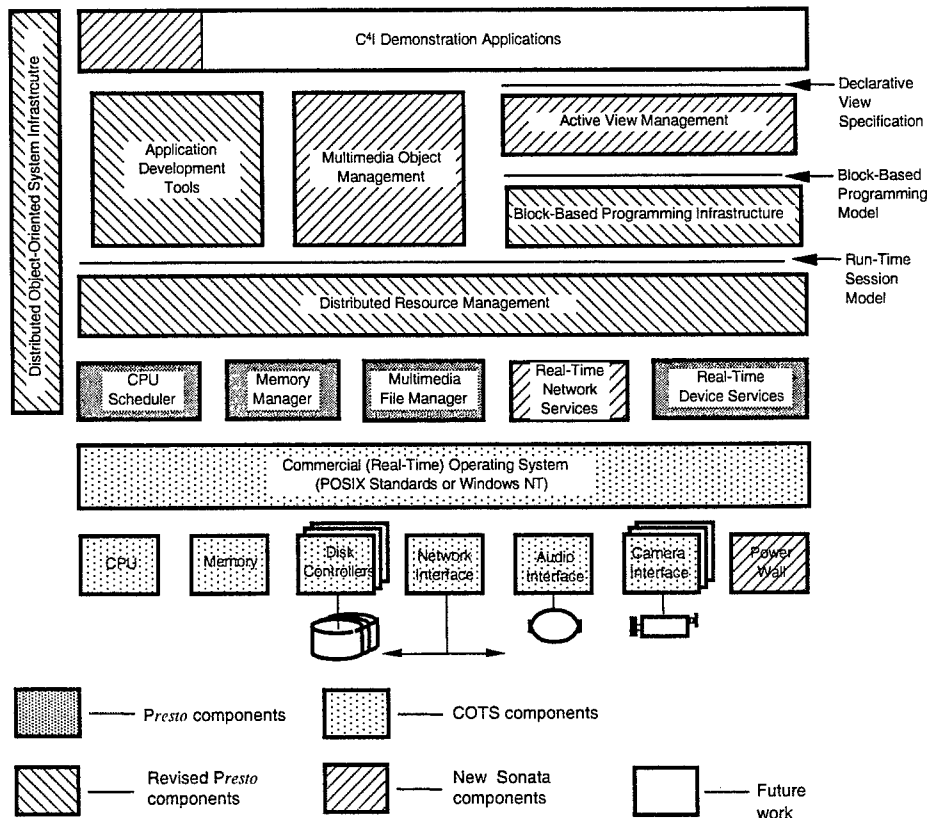 Distributed Object-Oriented System Infrastrcutre
C⁴I Demonstration Applications
Declarative
View
Specification
Application
Development
Tools
Multimedia Object
Management
Active View Management
Block-Based
Programming
Model
Block-Based Programming Infrastructure
Run-Time
Session
Model
Distributed Resource Management
CPU
Scheduler
Memory
Manager
Multimedia
File Manager
Real-Time
Network
Services
Real-Time
Device Services
Commercial (Real-Time) Operating System
(POSIX Standards or Windows NT)
CPU
Memory
Disk
Controllers
Network
Interface
Audio
Interface
Camera
Interface
Power
Wall
Presto components
COTS components
Revised Presto
components
New Sonata
components
Future
work